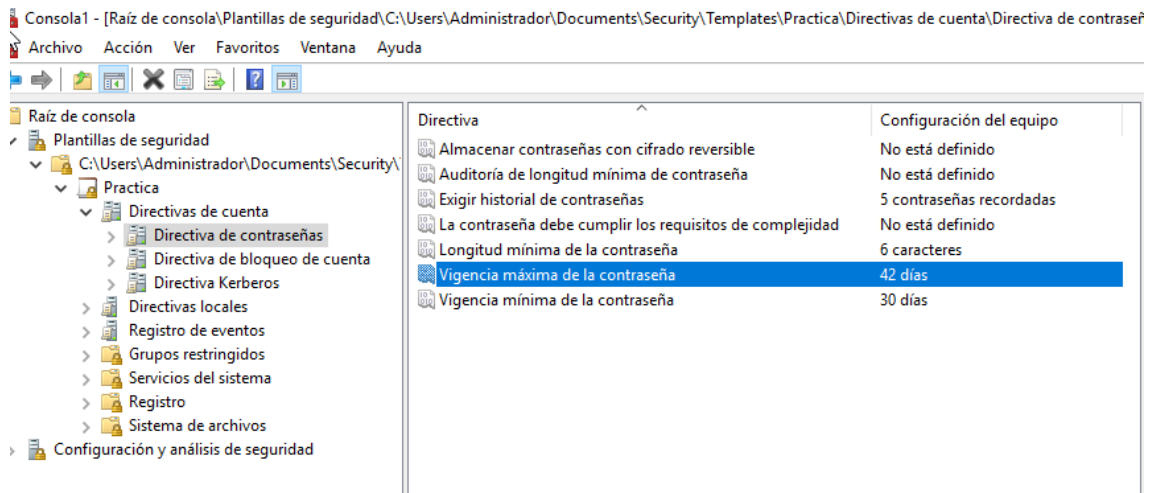 Consola1 - [Raíz de consola\Plantillas de seguridad\C:\Users\Administrador\Documents\Security\Templates\Practica\Directivas de cuenta\Directiva de contraseñ
Archivo Acción Ver Favoritos Ventana Ayuda
Raíz de consola
Plantillas de seguridad
C:\Users\Administrador\Documents\Security\
Practica
Directivas de cuenta
Directiva de contraseñas
Directiva de bloqueo de cuenta
Directiva Kerberos
Directivas locales
Registro de eventos
Grupos restringidos
Servicios del sistema
Registro
Sistema de archivos
Configuración y análisis de seguridad
Directiva Configuración del equipo
Almacenar contraseñas con cifrado reversible No está definido
Auditoría de longitud mínima de contraseña No está definido
Exigir historial de contraseñas 5 contraseñas recordadas
La contraseña debe cumplir los requisitos de complejidad No está definido
Longitud mínima de la contraseña 6 caracteres
Vigencia máxima de la contraseña 42 días
Vigencia mínima de la contraseña 30 días